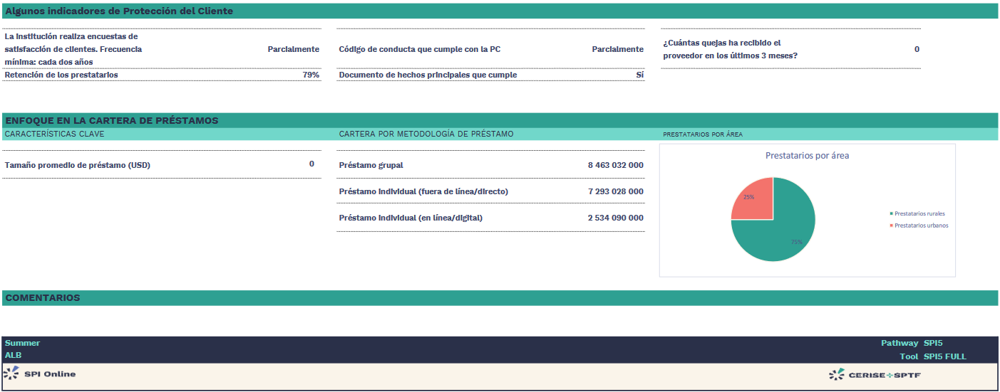 Algunos indicadores de Protección del Cliente
La institución realiza encuestas de
satisfacción de clientes. Frecuencia
mínima: cada dos años
Parcialmente
Retención de los prestatarios 79%
Código de conducta que cumple con la PC Parcialmente
Documento de hechos principales que cumple Sí
¿Cuántas quejas ha recibido el
proveedor en los últimos 3 meses?
0
ENFOQUE EN LA CARTERA DE PRÉSTAMOS
CARACTERÍSTICAS CLAVE
Tamaño promedio de préstamo (USD) 0
CARTERA POR METODOLOGÍA DE PRÉSTAMO
Préstamo grupal 8 463 032 000
Préstamo individual (fuera de línea/directo) 7 293 028 000
Préstamo individual (en línea/digital) 2 534 090 000
PRESTATARIOS POR ÁREA
Prestatarios por área
25%
75%
Prestatarios rurales
Prestatarios urbanos
COMENTARIOS
Summer
ALB
Pathway SPI5
Tool SPI5 FULL
SPI Online
CERISE+SPTF